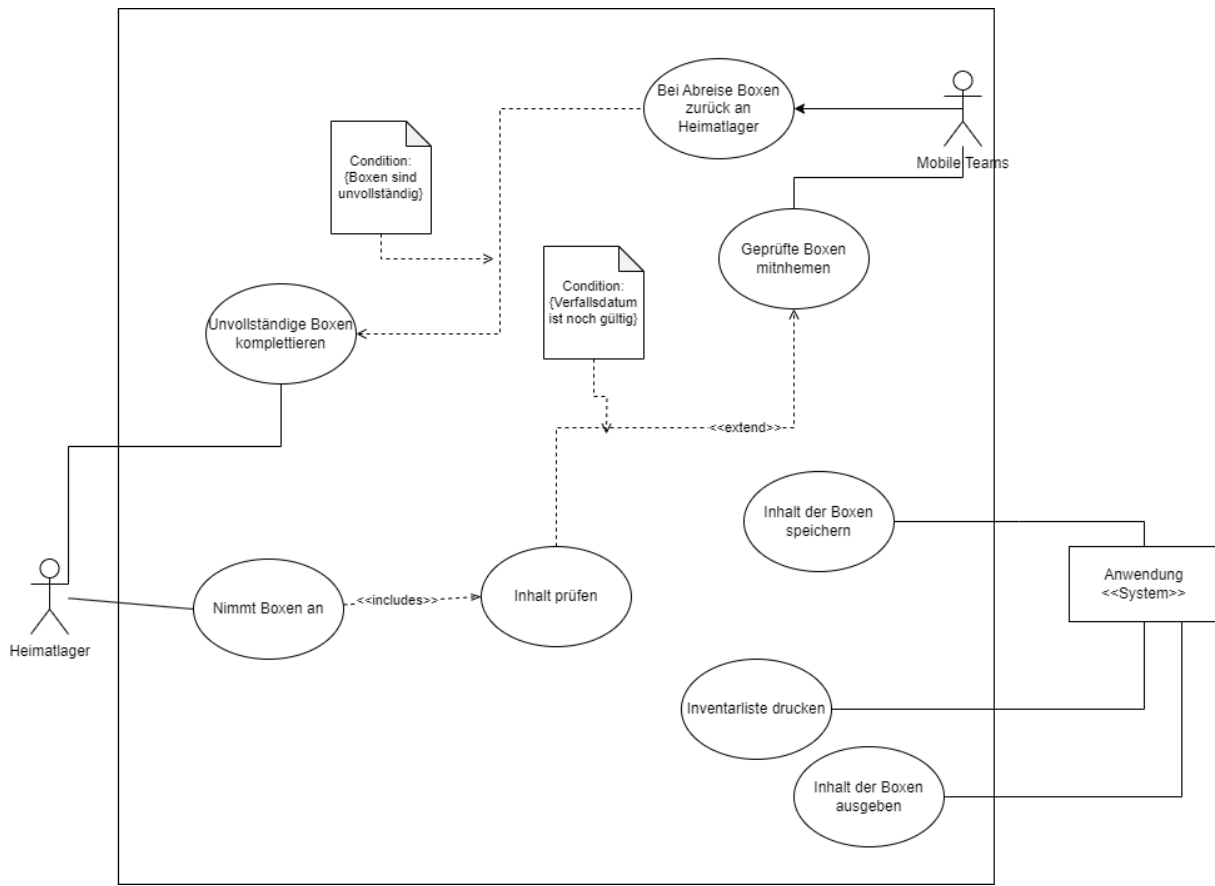 Bei Abreise Boxen
zurück an
Heimatlager
Mobile Teams
Condition:
{Boxen sind
unvollständig}
Geprüfte Boxen
mitnhemen
Condition:
{Verfallsdatum
ist noch gültig}
Unvollständige Boxen
komplettieren
<<extend>>
Inhalt der Boxen
speichern
Anwendung
<<System>>
Heimatlager
Nimmt Boxen an
<<includes>>
Inhalt prüfen
Inventarliste drucken
Inhalt der Boxen
ausgeben